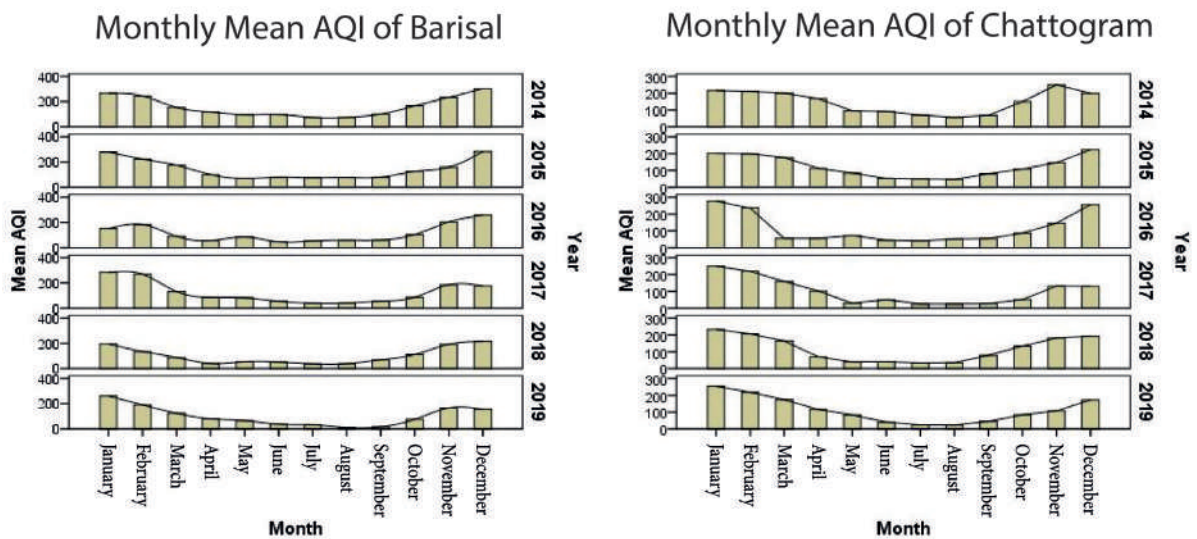 Monthly Mean AQI of Barisal
400
200
0
2014
400
200
0
2015
400
200
0
2016
400
200
0
2017
400
200
0
2018
400
200
0
2019
Mean AQI
Year
January
February
March
April
May
June
July
August
September
October
November
December
Month
Monthly Mean AQI of Chattogram
300
200
100
0
2014
300
200
100
0
2015
300
200
100
0
2016
300
200
100
0
2017
300
200
100
0
2018
300
200
100
0
2019
Mean AQI
Year
January
February
March
April
May
June
July
August
September
October
November
December
Month